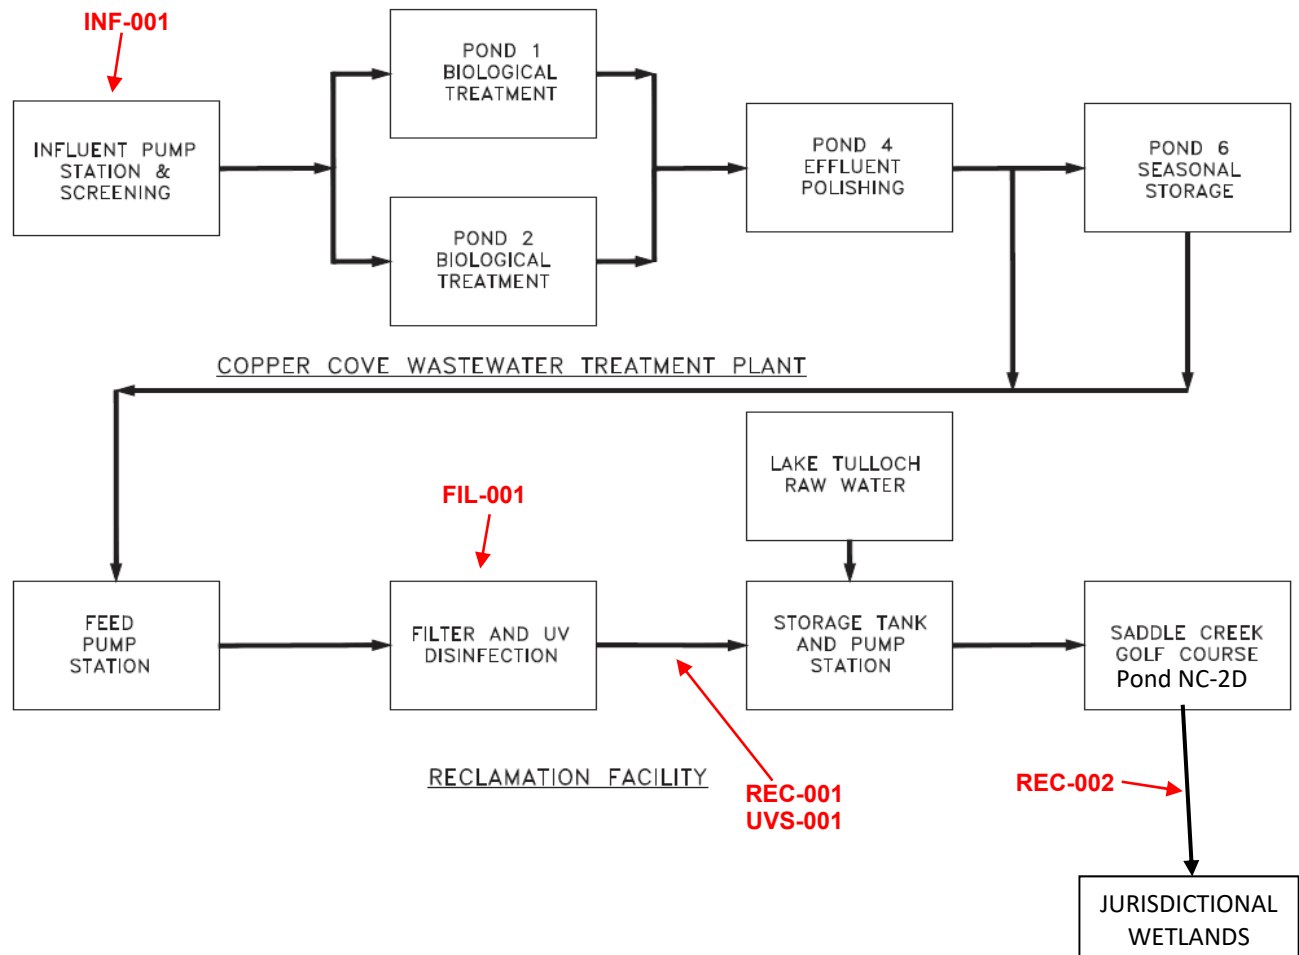 INF-001
INFLUENT PUMP
STATION &
SCREENING
POND 1
BIOLOGICAL
TREATMENT
POND 2
BIOLOGICAL
TREATMENT
POND 4
EFFLUENT
POLISHING
POND 6
SEASONAL
STORAGE
COPPER COVE WASTEWATER TREATMENT PLANT
LAKE TULLOCH
RAW WATER
FIL-001
FEED
PUMP
STATION
FILTER AND UV
DISINFECTION
STORAGE TANK
AND PUMP
STATION
SADDLE CREEK
GOLF COURSE
Pond NC-2D
RECLAMATION FACILITY
REC-001
UVS-001
REC-002
JURISDICTIONAL
WETLANDS